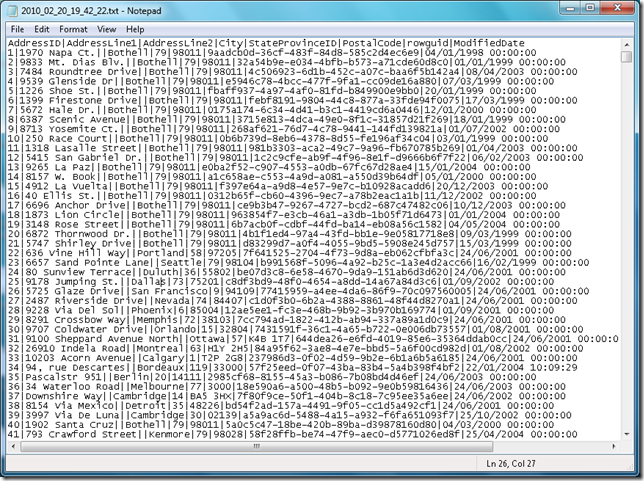 2010_02_20_19_42_22.txt - Notepad
File Edit Format View Help
AddressID|AddressLine1|AddressLine2|City|StateProvinceID|PostalCode|rowguid|ModifiedDate
1|1970 Napa Ct.||Bothell|79|98011|9aadcb0d-36cf-483f-84d8-585c2d4ec6e9|04/01/1998 00:00:00
2|9833 Mt. Dias Blv.||Bothell|79|98011|32a54b9e-e034-4bfb-b573-a71cde60d8c0|01/01/1999 00:00:00
3|7484 Roundtree Drive||Bothell|79|98011|4c506923-6d1b-452c-a07c-baa6f5b142a4|08/04/2003 00:00:00
4|9539 Glenside Dr||Bothell|79|98011|e5946c78-4bcc-477f-9fa1-cc09de16a880|07/03/1999 00:00:00
5|1226 Shoe St.||Bothell|79|98011|fbaff937-4a97-4af0-81fd-b849900e9bb0|20/01/1999 00:00:00
6|1399 Firestone Drive||Bothell|79|98011|febf8191-9804-44c8-877a-33fde94f0075|17/03/1999 00:00:00
7|5672 Hale Dr.||Bothell|79|98011|0175a174-6c34-4d41-b3c1-4419cd6a0446|12/01/2000 00:00:00
8|6387 Scenic Avenue||Bothell|79|98011|3715e813-4dca-49e0-8f1c-31857d21f269|18/01/1999 00:00:00
9|8713 Yosemite Ct.||Bothell|79|98011|268af621-76d7-4c78-9441-144fd139821a|01/07/2002 00:00:00
10|250 Race Court||Bothell|79|98011|0b6b739d-8eb6-4378-8d55-fe196af34c04|03/01/1999 00:00:00
11|1318 Lasalle Street||Bothell|79|98011|981b3303-aca2-49c7-9a96-fb670785b269|01/04/2003 00:00:00
12|5415 San Gabriel Dr.||Bothell|79|98011|1c2c9cfe-ab9f-4f96-8e1f-d9666b6f7f22|06/02/2003 00:00:00
13|9265 La Paz||Bothell|79|98011|e0ba2f52-c907-4553-a0db-67fc67d28ae4|15/01/2004 00:00:00
14|8157 W. Book||Bothell|79|98011|a1c658ae-c553-4a9d-a081-a550d39b64df|05/01/2000 00:00:00
15|4912 La Vuelta||Bothell|79|98011|f397e64a-a9d8-4e57-9e7c-b10928acadd6|20/12/2003 00:00:00
16|40 Ellis St.||Bothell|79|98011|0312b65f-cb60-4396-9ec7-a78b2eac1a1b|11/12/2002 00:00:00
17|6696 Anchor Drive||Bothell|79|98011|ce9b3b47-9267-4727-bcd2-687c47482c06|10/12/2003 00:00:00
18|1873 Lion Circle||Bothell|79|98011|963854f7-e3cb-46a1-a3db-1b05f71d6473|01/01/2004 00:00:00
19|3148 Rose Street||Bothell|79|98011|6b7acb0f-cdbf-44fd-ba14-eb08a56c1582|04/05/2004 00:00:00
20|6872 Thornwood Dr.||Bothell|79|98011|4b1f1ed4-97a4-43fd-bb1e-9e05817718e8|09/03/2003 00:00:00
21|5747 Shirley Drive||Bothell|79|98011|d83299d7-a0f4-4055-9bd5-5908e245d757|15/03/1999 00:00:00
22|636 Vine Hill Way||Portland|58|97205|7f641525-2704-4f73-9d8a-eb062cfbfa3c|24/06/2001 00:00:00
23|6657 Sand Pointe Lane||Seattle|79|98104|b991568f-5096-4a92-b25c-1a3e4d2acc66|16/02/1999 00:00:00
24|80 Sunview Terrace||Duluth|36|55802|be07d3c8-6e58-4670-9da9-151ab6d3d620|24/06/2001 00:00:00
25|9178 Jumping St.||Dallas|73|75201|c8df3bd9-48f0-4654-a8dd-14a67a84d3c6|01/09/2002 00:00:00
26|5725 Glaze Drive||San Francisco|9|94109|77415959-a4ee-4da6-86f9-70c097560005|24/06/2001 00:00:00
27|2487 Riverside Drive||Nevada|74|84407|c1d0f3b0-6b2a-4388-8861-48f44d8270a1|24/06/2001 00:00:00
28|9228 Via Del Sol||Phoenix|6|85004|12ae5ee1-fc3e-468b-9b92-3b970b169774|01/09/2001 00:00:00
29|8291 Crossbow Way||Memphis|72|38103|7cc794ad-1822-412b-ab94-337a89a1d0c9|24/06/2001 00:00:00
30|9707 Coldwater Drive||Orlando|15|32804|7431591f-36c1-4a65-b722-0e006db73557|01/08/2001 00:00:00
31|9100 Sheppard Avenue North||Ottawa|57|K4B 1T7|644dea26-e6fd-4019-85e6-35364ddab0cc|24/06/2001 00:00:0
32|26910 Indela Road||Montreal|63|H1Y 2H5|84a95f62-3ae8-4e7e-bbd5-5a6f00cd982d|01/08/2002 00:00:00
33|10203 Acorn Avenue||Calgary|1|T2P 2G8|237986d3-0f02-4d59-9b2e-6b1a6b5a6185|24/06/2001 00:00:00
34|94, rue Descartes||Bordeaux|119|33000|57f25eed-0f07-43ba-83b4-5a4b398f4bf2|22/01/2004 10:09:29
35|Pascalstr 951||Berlin|20|14111|2985cf68-8155-45a3-b086-7b08bd4d46ef|24/06/2003 00:00:00
36|34 Waterloo Road||Melbourne|77|3000|18e590a6-a500-48b5-b092-9e0b59816436|24/06/2003 00:00:00
37|Downshire Way||Cambridge|14|BA5 3HX|7f80f9ce-50f1-404b-8c18-7c95ee35a6ee|24/06/2002 00:00:00
38|8154 Via Mexico||Detroit|35|48226|bd54f2ad-157a-4491-9f05-cc1d5a492cf1|24/06/2001 00:00:00
39|3997 Via De Luna||Cambridge|30|02139|a5a9ac6d-5488-4a15-a932-f6fa651093f7|25/10/2002 00:00:00
40|1902 Santa Cruz||Bothell|79|98011|5a0c5c47-18be-420b-89ba-d39878160d80|04/03/2000 00:00:00
41|793 Crawford Street||Kenmore|79|98028|58f28ffb-be74-47f9-aec0-d5771026ed8f|25/04/2004 00:00:00
Ln 26, Col 27